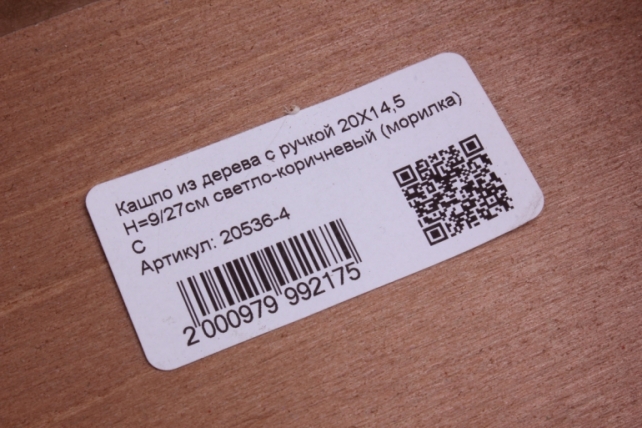 Кашпо из дерева с ручкой 20Х14,5
Н=9/27см светло-коричневый (морилка)
С
Артикул: 20536-4
2 000979 992175